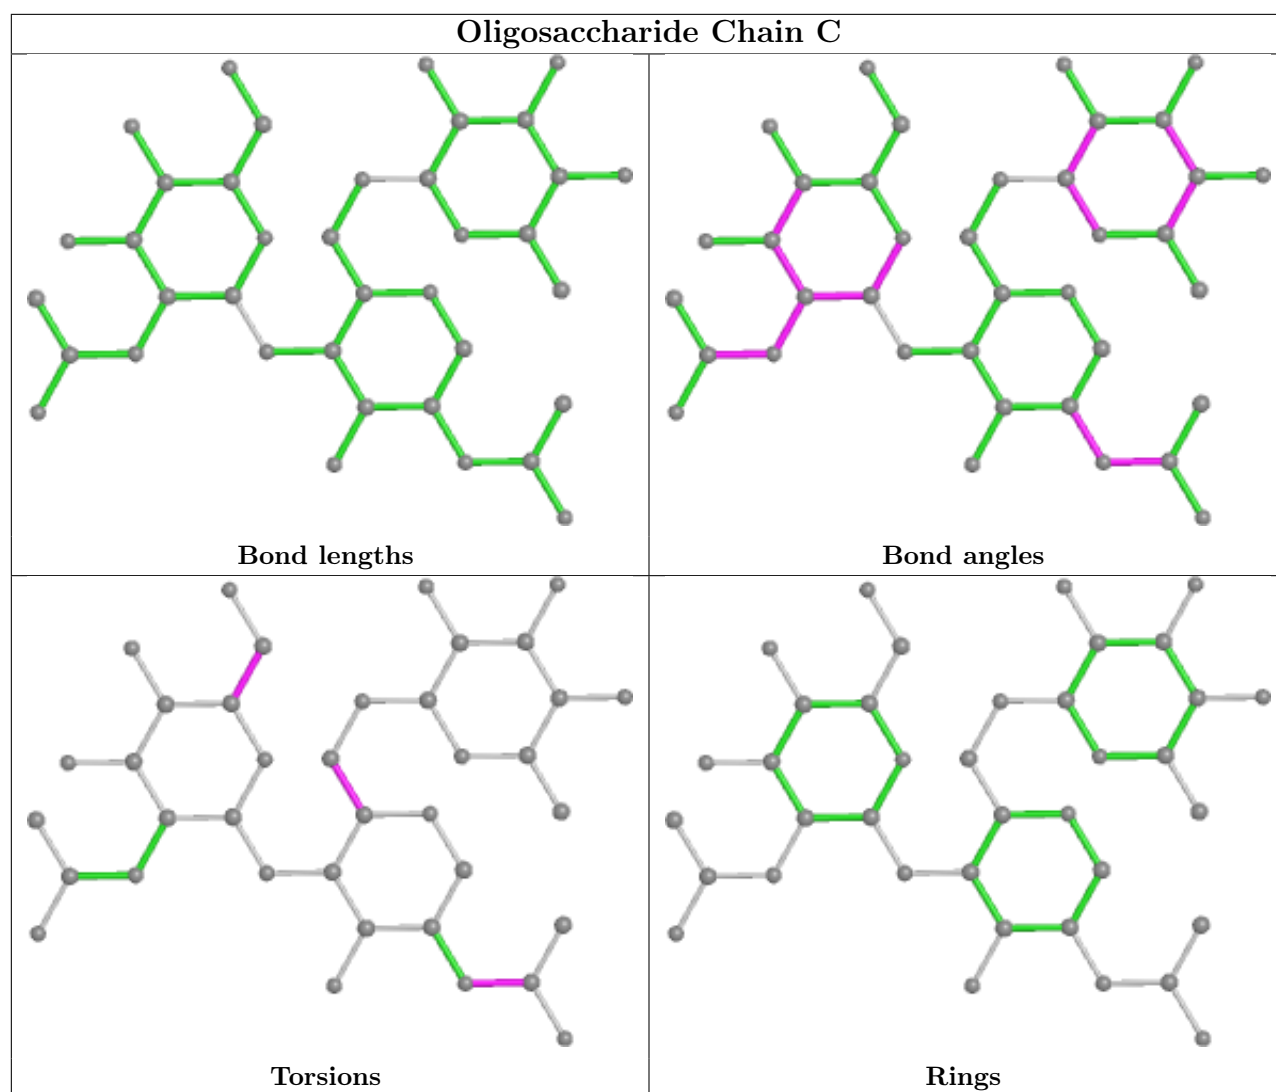 Oligosaccharide Chain C
Bond lengths
Bond angles
Torsions
Rings